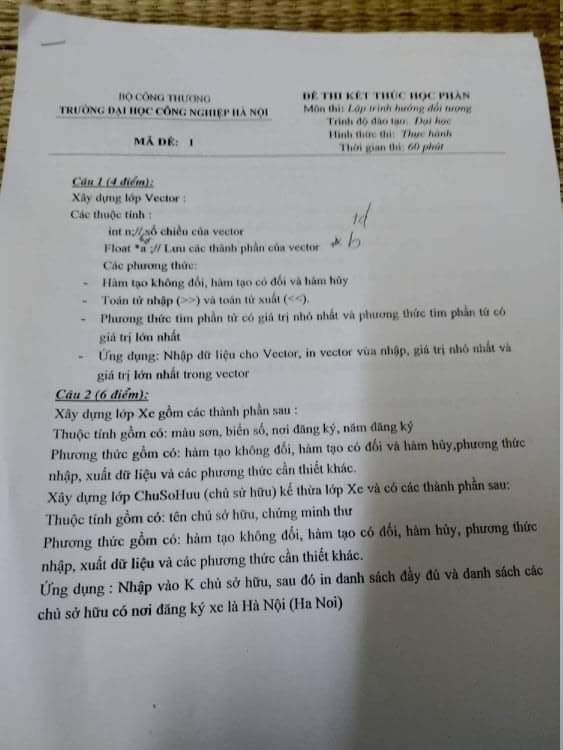 BỘ CÔNG THƯƠNG
TRƯỜNG ĐẠI HỌC CÔNG NGHIỆP HÀ NỘI
MÃ ĐỀ: 1
ĐỀ THI KẾT THÚC HỌC PHẦN
Môn thi: Lập trình hướng đối tượng
Trình độ đào tạo: Đại học
Hình thức thi: Thực hành
Thời gian thi: 60 phút
Câu 1 (4 điểm):
Xây dựng lớp Vector :
Các thuộc tính :
int n;// số chiều của vector
Float *a ;// Lưu các thành phần của vector
Các phương thức:
- Hàm tạo không đối, hàm tạo có đối và hàm hủy
- Toán tử nhập (>>) và toán tử xuất (<<).
- Phương thức tìm phần tử có giá trị nhỏ nhất và phương thức tìm phần tử có
giá trị lớn nhất
- Ứng dụng: Nhập dữ liệu cho Vector, in vector vừa nhập, giá trị nhỏ nhất và
giá trị lớn nhất trong vector
Câu 2 (6 điểm):
Xây dựng lớp Xe gồm các thành phần sau :
Thuộc tính gồm có: màu sơn, biển số, nơi đăng ký, năm đăng ký
Phương thức gồm có: hàm tạo không đối, hàm tạo có đối và hàm hủy,phương thức
nhập, xuất dữ liệu và các phương thức cần thiết khác.
Xây dựng lớp ChuSoHuu (chủ sử hữu) kế thừa lớp Xe và có các thành phần sau:
Thuộc tính gồm có: tên chủ sở hữu, chứng minh thư
Phương thức gồm có: hàm tạo không đối, hàm tạo có đối, hàm hủy, phương thức
nhập, xuất dữ liệu và các phương thức cần thiết khác.
Ứng dụng : Nhập vào K chủ sở hữu, sau đó in danh sách đầy đủ và danh sách các
chủ sở hữu có nơi đăng ký xe là Hà Nội (Ha Noi)